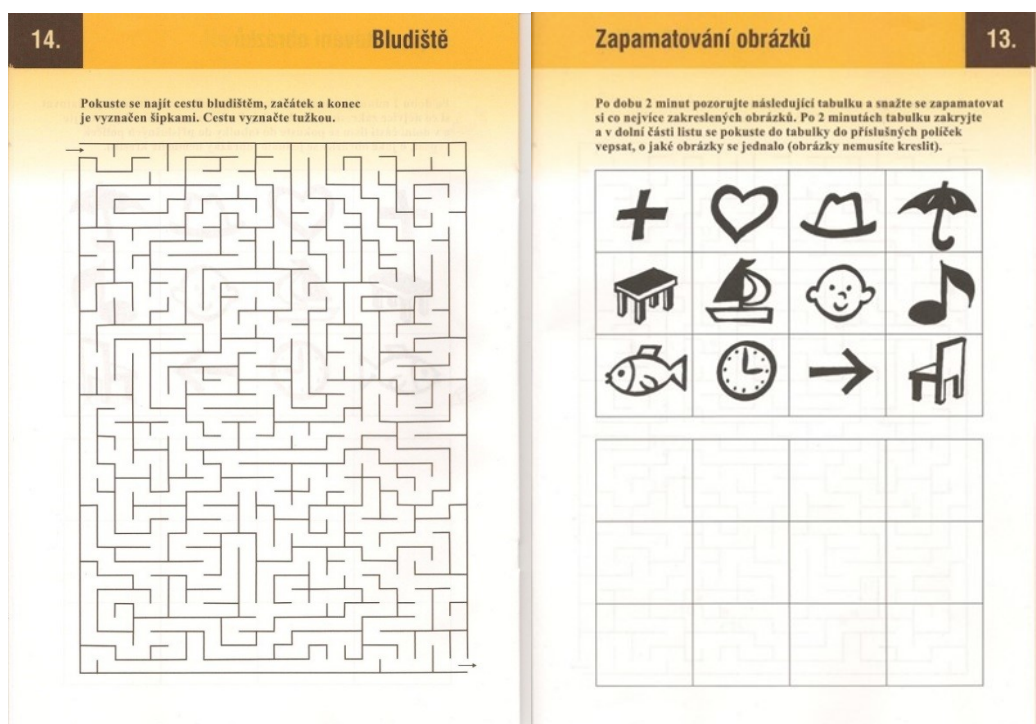 14.
Bludiště
Pokuste se najít cestu bludištěm, začátek a konec
je vyznačen šipkami. Cestu vyznačte tužkou.
Zapamatování obrázků
13.
Po dobu 2 minut pozorujte následující tabulku a snažte se zapamatovat
si co nejvíce zakreslených obrázků. Po 2 minutách tabulku zakryjte
a v dolní části listu se pokuste do tabulky do příslušných políček
vepsat, o jaké obrázky se jednalo (obrázky nemusíte kreslit).